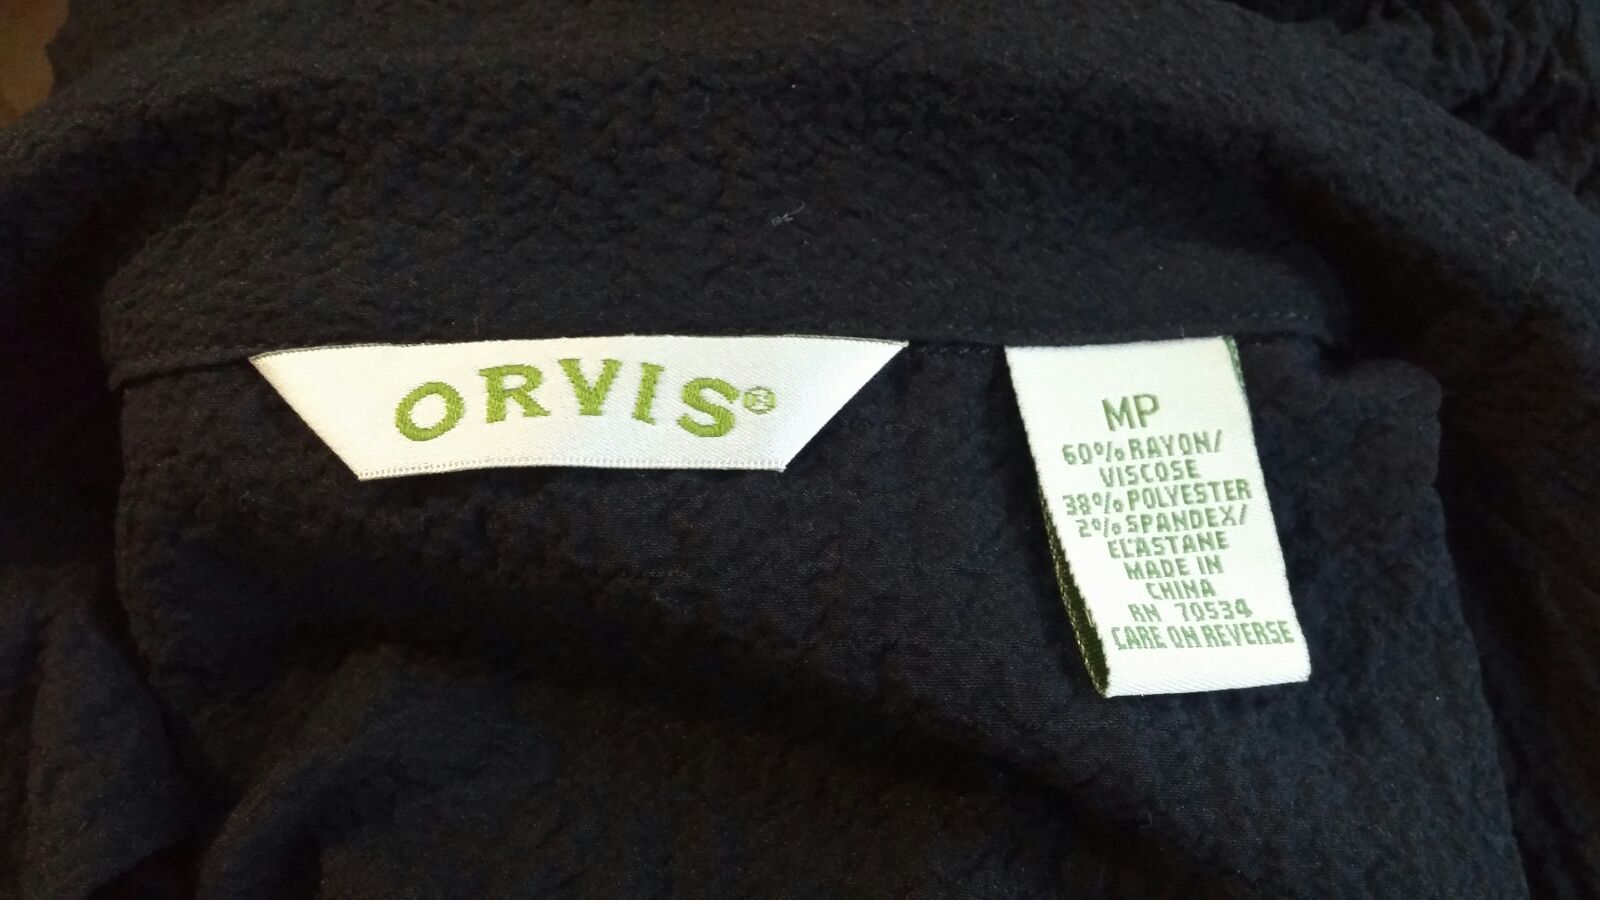 ORVIS®
MP
60% RAYON/
VISCOSE
38% POLYESTER
2% SPANDEX/
ELASTANE
MADE IN
CHINA
RN 70534
CARE ON REVERSE